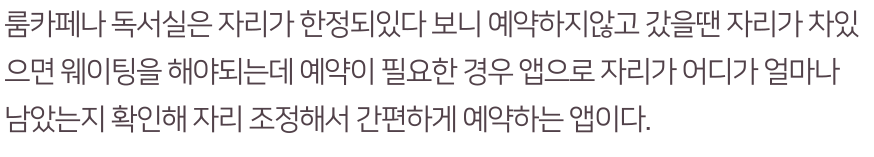 룸카페나 독서실은 자리가 한정되있다 보니 예약하지않고 갔을땐 자리가 차있
으면 웨이팅을 해야되는데 예약이 필요한 경우 앱으로 자리가 어디가 얼마나
남았는지 확인해 자리 조정해서 간편하게 예약하는 앱이다.